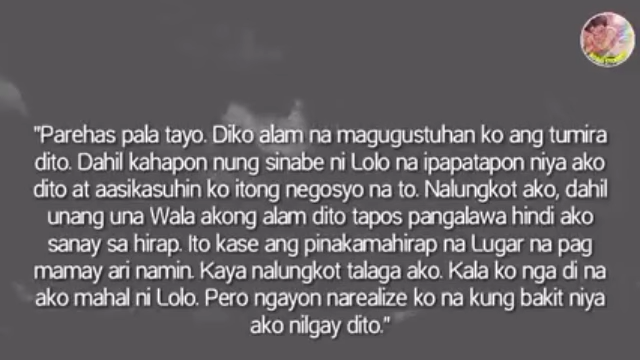 "Parehas pala tayo. Diko alam na magugustuhan ko ang tumira
dito. Dahil kahapon nung sinabe ni Lolo na ipapatapon niya ako
dito at aasikasuhin ko itong negosyo na to. Nalungkot ako, dahil
unang una Wala akong alam dito tapos pangalawa hindi ako
sanay sa hirap. Ito kase ang pinakamahirap na Lugar na pag
mamay ari namin. Kaya nalungkot talaga ako. Kala ko nga di na
ako mahal ni Lolo. Pero ngayon narealize ko na kung bakit niya
ako nilgay dito."